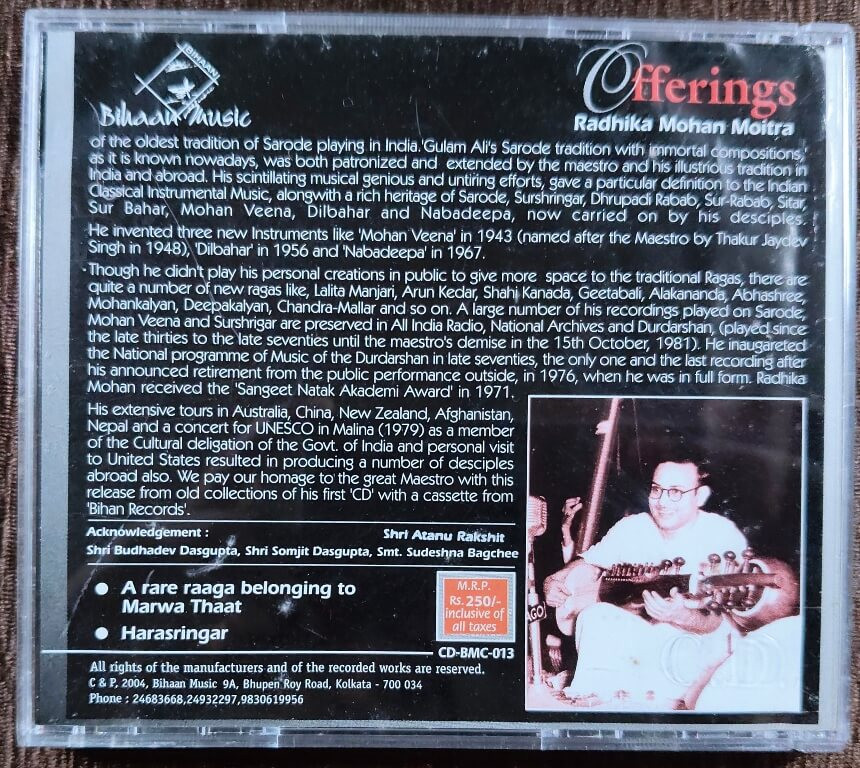 BIHAAN
Bihaan Music
Offerings
Radhika Mohan Moitra
of the oldest tradition of Sarode playing in India.'Gulam Ali's Sarode tradition with immortal compositions,'
as it is known nowadays, was both patronized and extended by the maestro and his illustrious tradition in
India and abroad. His scintillating musical genious and untiring efforts, gave a particular definition to the Indian
Classical Instrumental Music, alongwith a rich heritage of Sarode, Surshringar, Dhrupadi Rabab, Sur-Rabab, Sitar,
Sur Bahar, Mohan Veena, Dilbahar and Nabadeepa, now carried on by his desciples.
He invented three new Instruments like 'Mohan Veena' in 1943 (named after the Maestro by Thakur Jaydev
Singh in 1948), 'Dilbahar' in 1956 and 'Nabadeepa' in 1967.
Though he didn't play his personal creations in public to give more space to the traditional Ragas, there are
quite a number of new ragas like, Lalita Manjari, Arun Kedar, Shahi Kanada, Geetabali, Alakananda, Abhashree,
Mohankalyan, Deepakalyan, Chandra-Mallar and so on. A large number of his recordings played on Sarode,
Mohan Veena and Surshrigar are preserved in All India Radio, National Archives and Durdarshan, (played since
the late thirties to the late seventies until the maestro's demise in the 15th October, 1981). He inaugareted
the National programme of Music of the Durdarshan in late seventies, the only one and the last recording after
his announced retirement from the public performance outside, in 1976, when he was in full form. Radhika
Mohan received the 'Sangeet Natak Akademi Award' in 1971.
His extensive tours in Australia, China, New Zealand, Afghanistan,
Nepal and a concert for UNESCO in Malina (1979) as a member
of the Cultural deligation of the Govt. of India and personal visit
to United States resulted in producing a number of desciples
abroad also. We pay our homage to the great Maestro with this
release from old collections of his first 'CD' with a cassette from
'Bihan Records'.
Acknowledgement : Shri Atanu Rakshit
Shri Budhadev Dasgupta, Shri Somjit Dasgupta, Smt. Sudeshna Bagchee
● A rare raaga belonging to
Marwa Thaat
● Harasringar
M.R.P.
Rs. 250/-
inclusive of
all taxes
CD-BMC-013
All rights of the manufacturers and of the recorded works are reserved.
C & P, 2004, Bihaan Music 9A, Bhupen Roy Road, Kolkata - 700 034
Phone : 24683668,24932297,9830619956